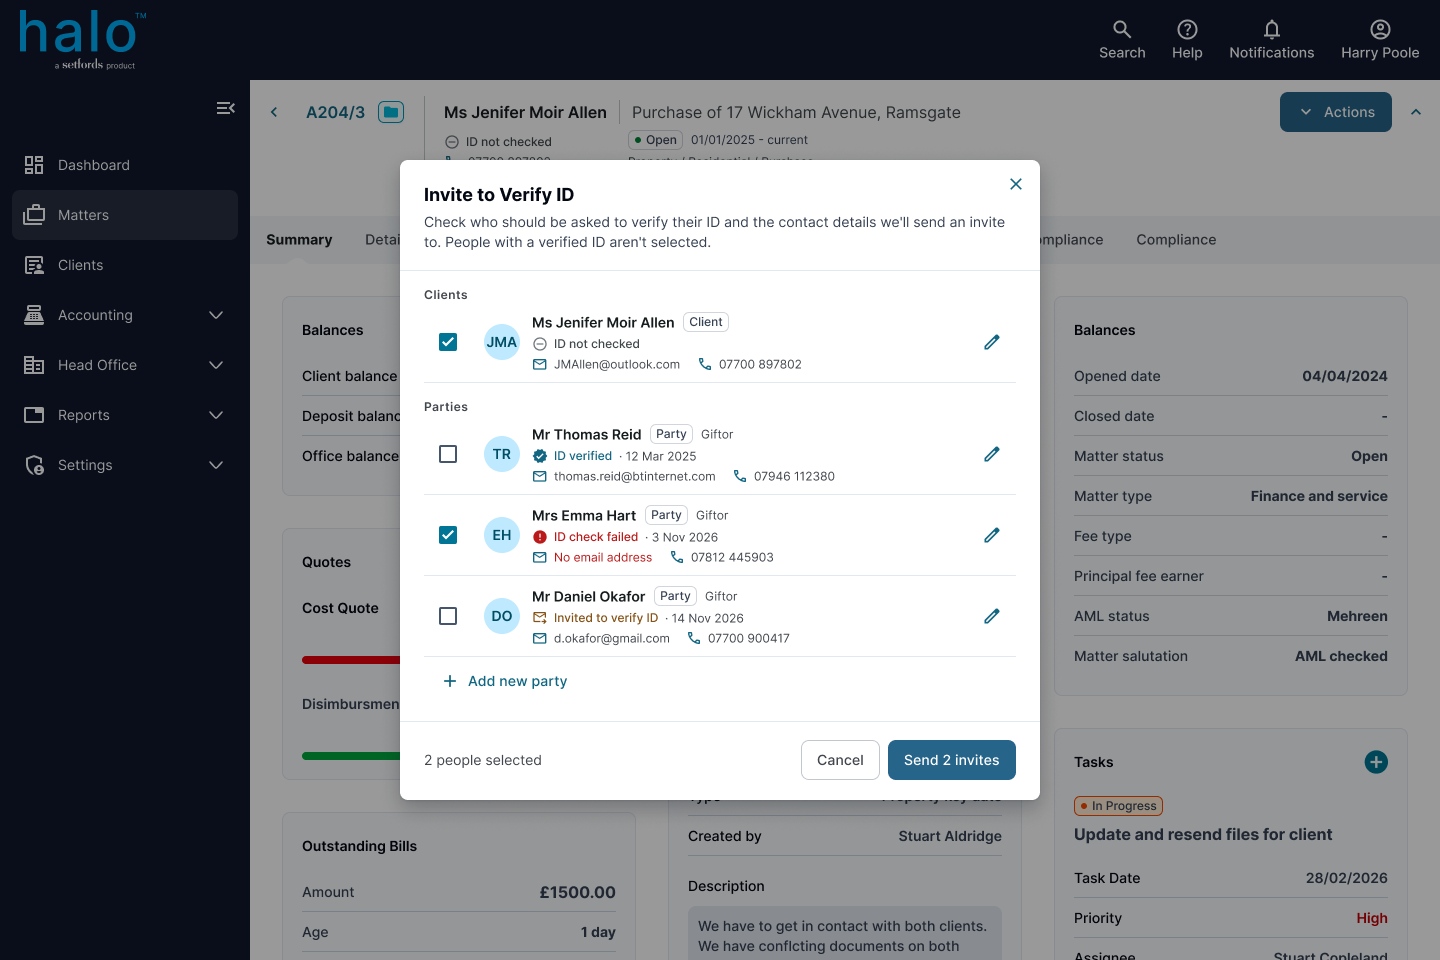 halo™
a setfords product
Search
Help
Notifications
Harry Poole
Dashboard
Matters
Clients
Accounting
Head Office
Reports
Settings
A204/3
Ms Jenifer Moir Allen
Purchase of 17 Wickham Avenue, Ramsgate
ID not checked
Open
01/01/2025 - current
Actions
Summary
Compliance
Invite to Verify ID
Check who should be asked to verify their ID and the contact details we'll send an invite
to. People with a verified ID aren't selected.
Clients
JMA
Ms Jenifer Moir Allen Client
ID not checked
JMAllen@outlook.com 07700 897802
Parties
TR
Mr Thomas Reid Party Giftor
ID verified · 12 Mar 2025
thomas.reid@btinternet.com 07946 112380
EH
Mrs Emma Hart Party Giftor
ID check failed · 3 Nov 2026
No email address 07812 445903
DO
Mr Daniel Okafor Party Giftor
Invited to verify ID · 14 Nov 2026
d.okafor@gmail.com 07700 900417
Add new party
2 people selected
Cancel
Send 2 invites
Balances
Client balance
Deposit balanc
Office balance
Quotes
Cost Quote
Disimbursmen
Outstanding Bills
Amount £1500.00
Age 1 day
Created by Stuart Aldridge
Description
We have to get in contact with both clients.
We have conflcting documents on both
Balances
Opened date 04/04/2024
Closed date -
Matter status Open
Matter type Finance and service
Fee type -
Principal fee earner -
AML status Mehreen
Matter salutation AML checked
Tasks
In Progress
Update and resend files for client
Task Date 28/02/2026
Priority High
Assignee Stuart Copleland